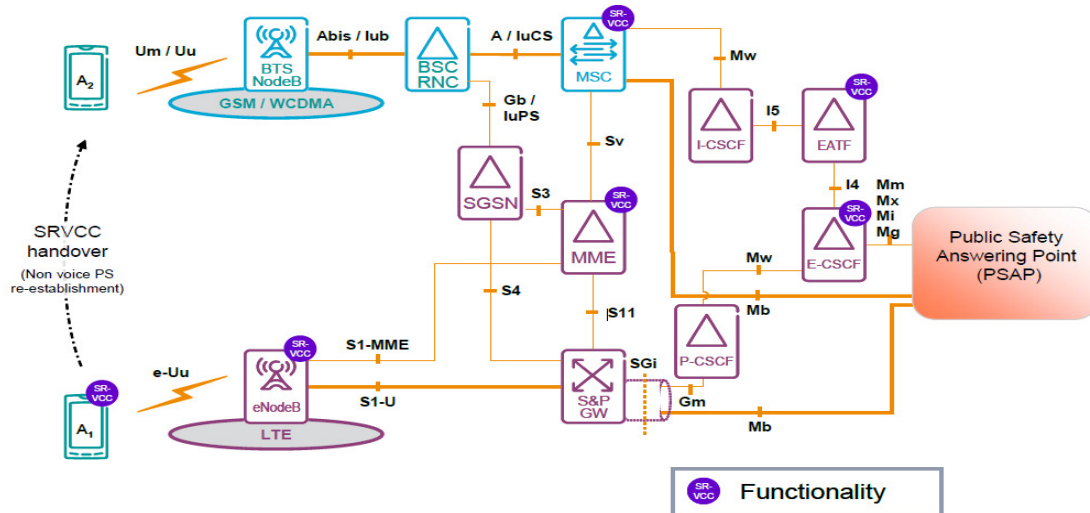 SR-
VCC
Um / Uu
Abis / Iub
A / IuCS
Mw
A2
BTS
NodeB
BSC
RNC
MSC
GSM / WCDMA
Gb /
IuPS
SR-
VCC
I-CSCF
I5
EATF
Sv
I4
SGSN
S3
SR-
VCC
MME
SR-
VCC
E-CSCF
Mm
Mx
Mi
Mg
Public Safety
Answering Point
(PSAP)
SRVCC
handover
(Non voice PS
re-establishment)
Mw
Mb
S4
S11
S1-MME
SR-
VCC
P-CSCF
SGi
e-Uu
SR-
VCC
A1
eNodeB
S1-U
S&P
GW
Gm
Mb
LTE
SR-
VCC
Functionality